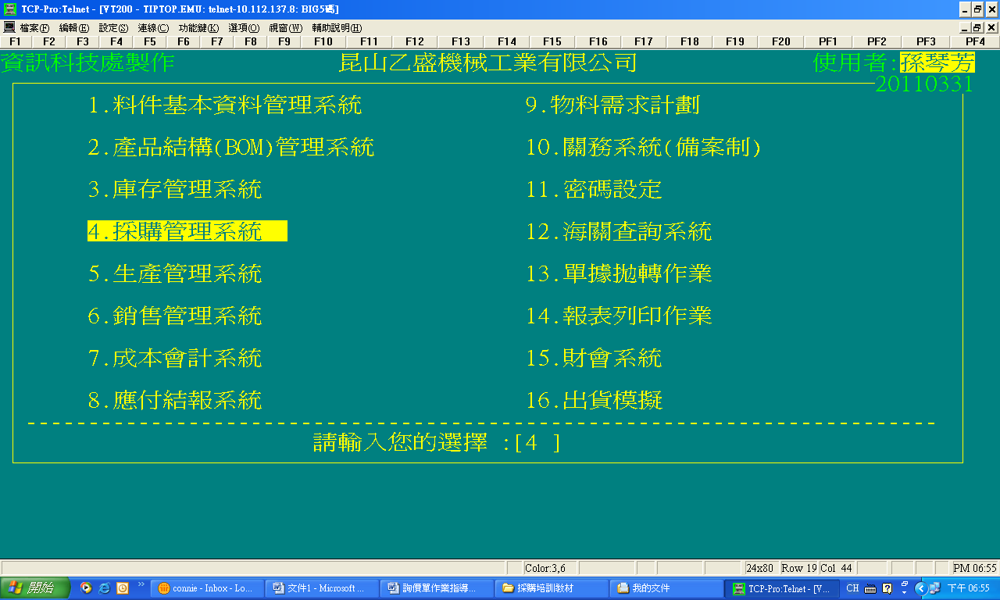 TCP-Pro:Telnet - [VT200 - TIPTOP.EMU: telnet-10.112.137.8: BIG5碼]
檔案(F) 編輯(E) 設定(S) 連線(C) 功能鍵(K) 選項(O) 視窗(W) 輔助說明(H)
F1 F2 F3 F4 F5 F6 F7 F8 F9 F10 F11 F12 F13 F14 F15 F16 F17 F18 F19 F20 PF1 PF2 PF3 PF4
資訊科技處製作 昆山乙盛機械工業有限公司 使用者:孫琴芳
20110331
1.料件基本資料管理系統 9.物料需求計劃
2.產品結構(BOM)管理系統 10.關務系統(備案制)
3.庫存管理系統 11.密碼設定
4.採購管理系統 12.海關查詢系統
5.生產管理系統 13.單據拋轉作業
6.銷售管理系統 14.報表列印作業
7.成本會計系統 15.財會系統
8.應付結報系統 16.出貨模擬
請輸入您的選擇 :[4 ]
Color:3,6 24x80 Row 19 Col 44 PM 06:55
開始 connie - Inbox - Lo... 文件1 - Microsoft ... 詢價單作業指導... 採購培訓教材 我的文件 TCP-Pro:Telnet - [V... CH 下午 06:55